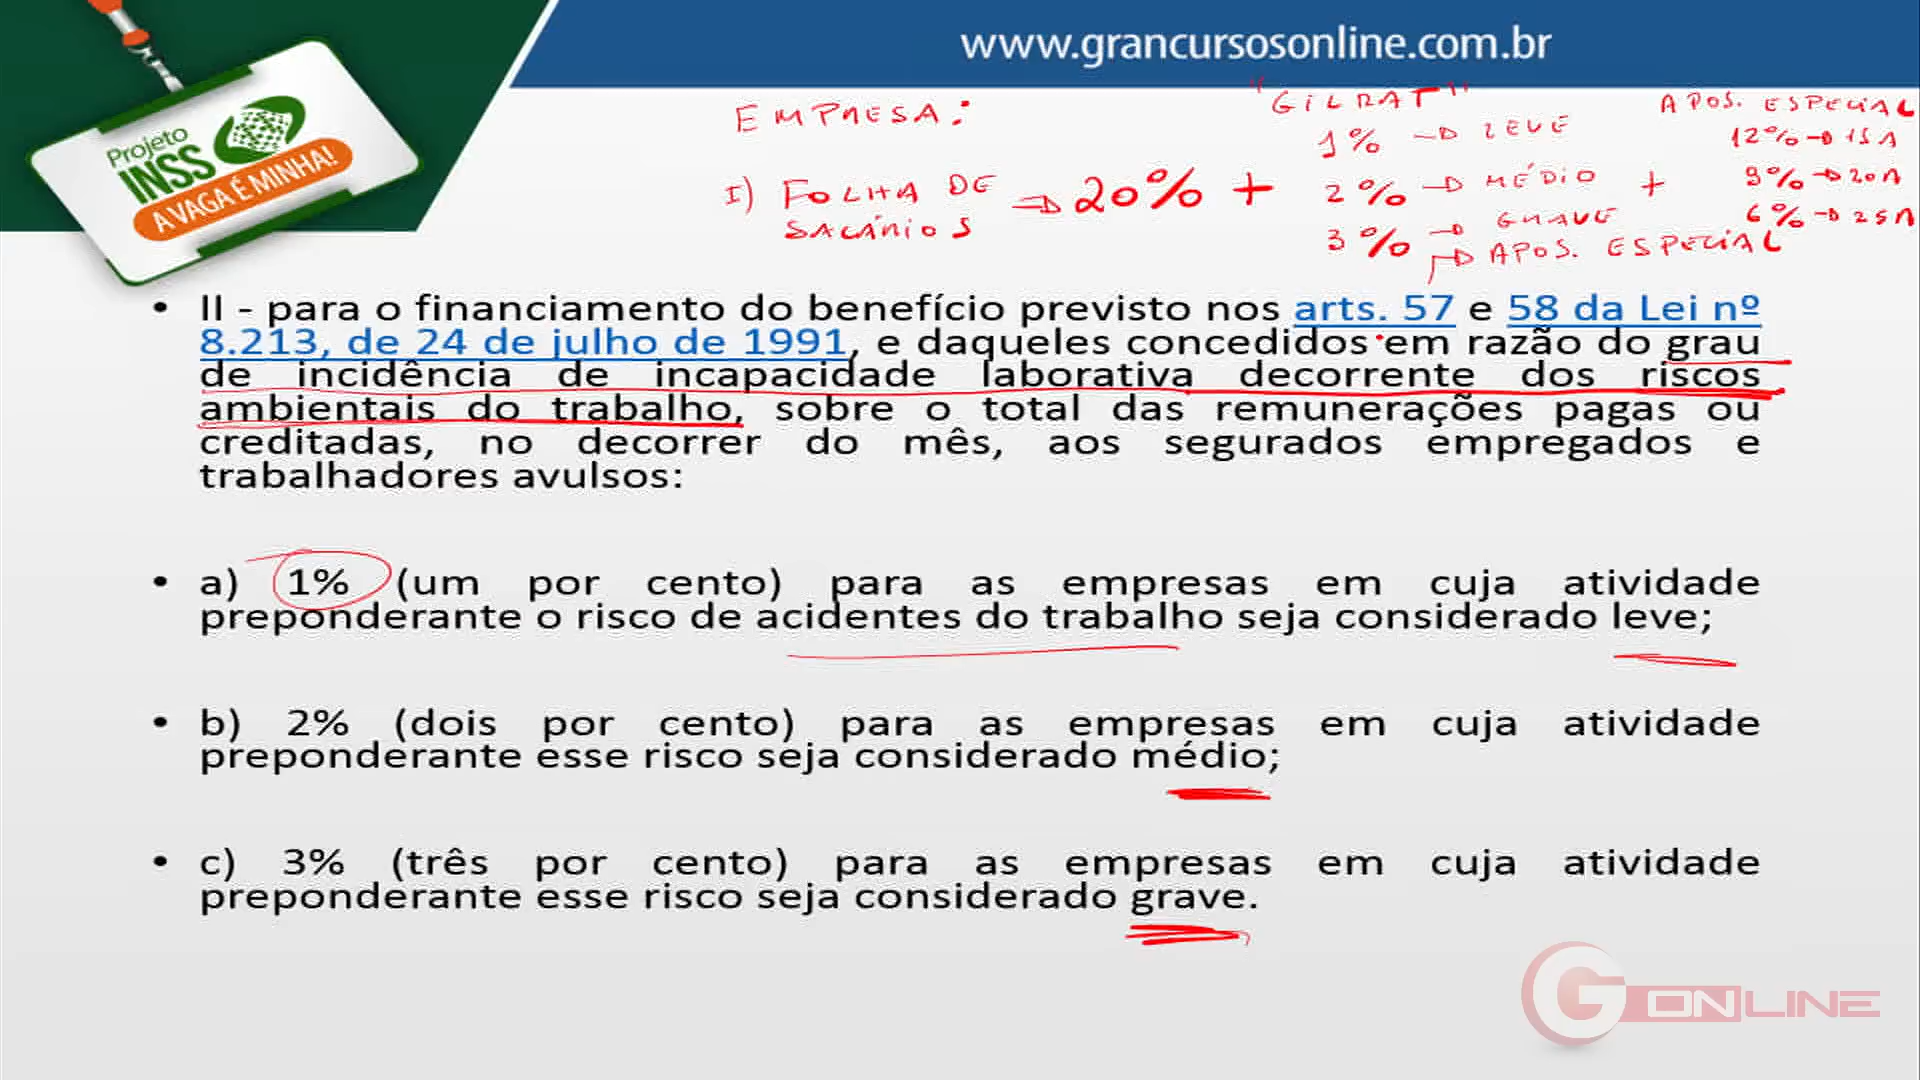 www.grancursosonline.com.br
Projeto
INSS
A VAGA É MINHA!
EMPRESA:
"GILRAT"
APOS. ESPECIAL
1% → LEVE
12% → 15A
I) FOLHA DE → 20% + 2% → MÉDIO + 9% → 20A
SALÁRIOS 3% → GRAVE 6% → 25A
→ APOS. ESPECIAL
• II - para o financiamento do benefício previsto nos arts. 57 e 58 da Lei nº
8.213, de 24 de julho de 1991, e daqueles concedidos em razão do grau
de incidência de incapacidade laborativa decorrente dos riscos
ambientais do trabalho, sobre o total das remunerações pagas ou
creditadas, no decorrer do mês, aos segurados empregados e
trabalhadores avulsos:
• a) 1% (um por cento) para as empresas em cuja atividade
preponderante o risco de acidentes do trabalho seja considerado leve;
• b) 2% (dois por cento) para as empresas em cuja atividade
preponderante esse risco seja considerado médio;
• c) 3% (três por cento) para as empresas em cuja atividade
preponderante esse risco seja considerado grave.
G ONLINE